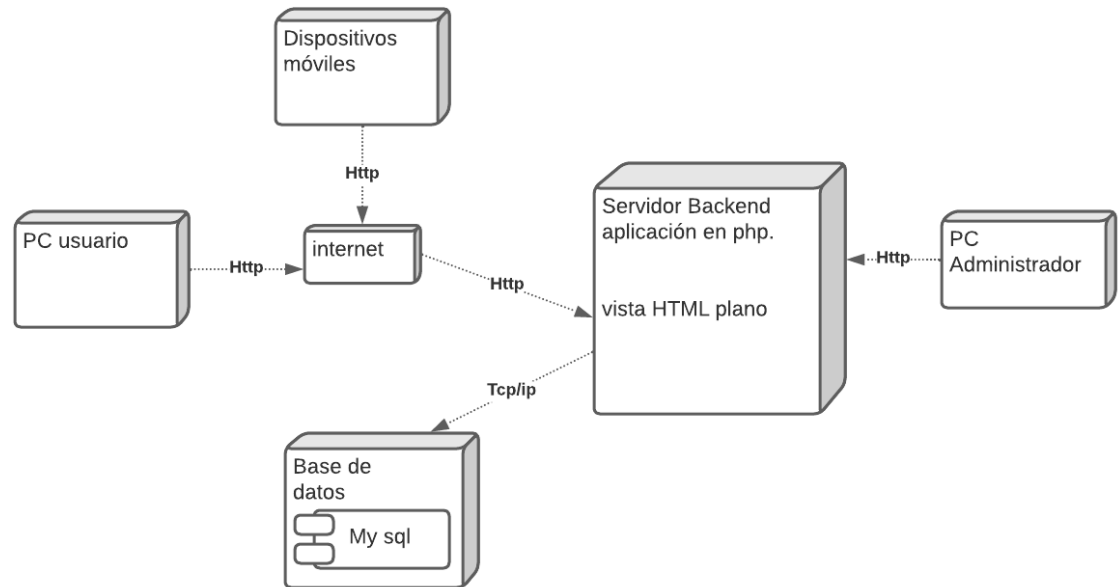 Dispositivos
móviles
Http
PC usuario
Http
internet
Http
Servidor Backend
aplicación en php.
vista HTML plano
Http
PC
Administrador
Tcp/ip
Base de
datos
My sql